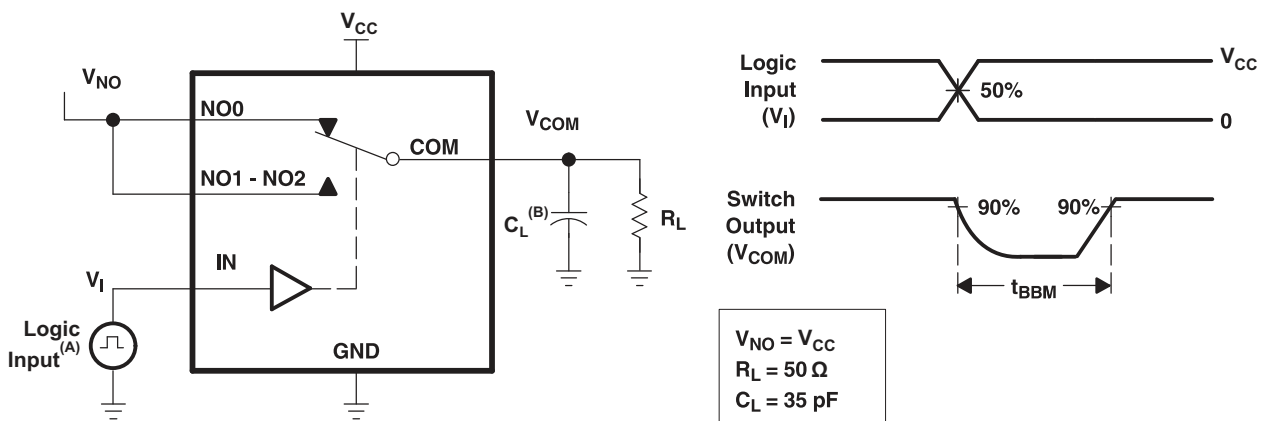 V_CC
V_NO
NO0
COM
V_COM
NO1 - NO2
C_L (B)
R_L
IN
V_I
Logic
Input(A)
GND
Logic
Input
(V_I)
50%
V_CC
0
Switch
Output
(V_COM)
90%
90%
t_BBM
V_NO = V_CC
R_L = 50 Ω
C_L = 35 pF